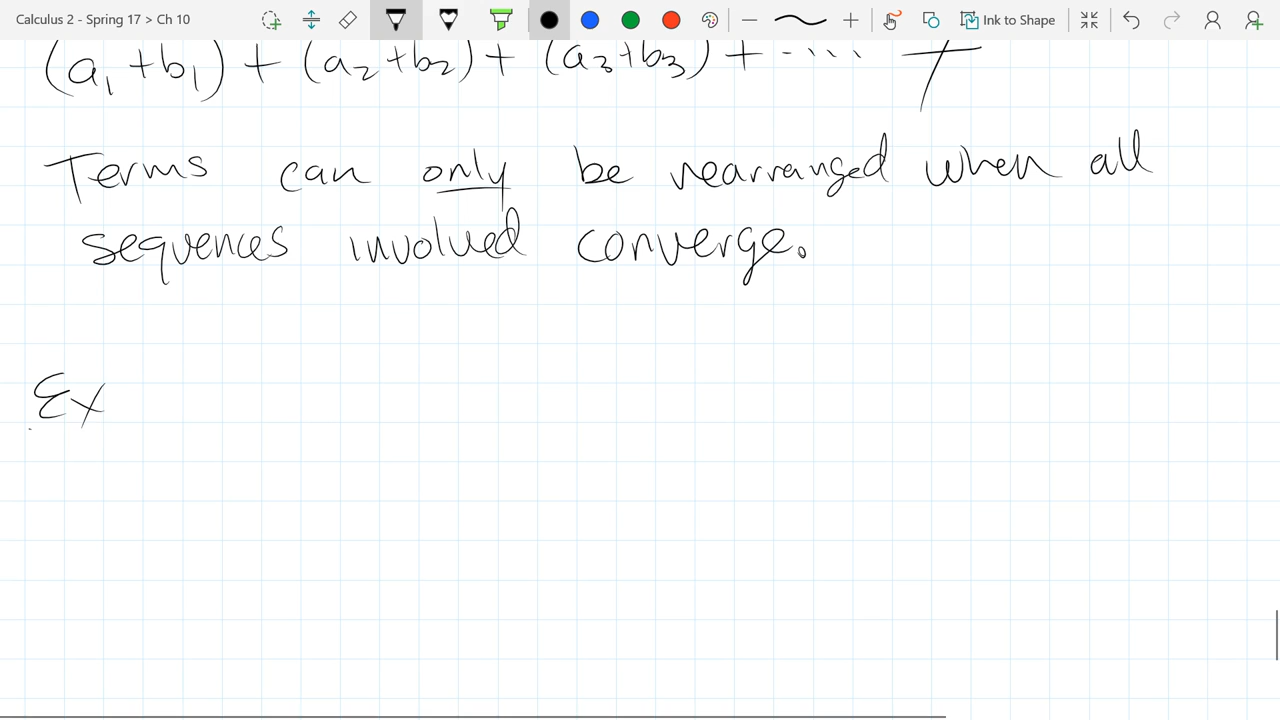 Calculus 2 - Spring 17 > Ch 10
Ink to Shape
(a₁+b₁) + (a₂+b₂) + (a₃+b₃) + ....
Terms can only be rearranged when all
sequences involved converge.
Ex